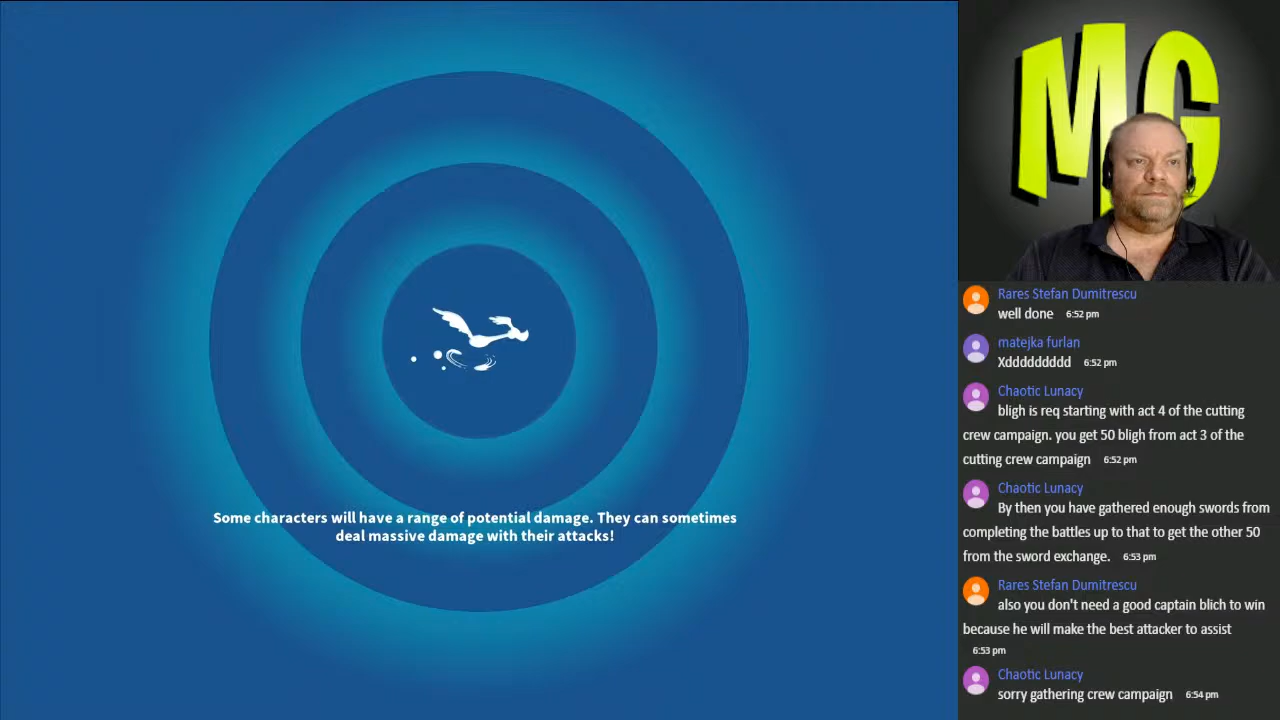 MG
Some characters will have a range of potential damage. They can sometimes
deal massive damage with their attacks!
Rares Stefan Dumitrescu
well done 6:52 pm
matejka furlan
Xddddddddd 6:52 pm
Chaotic Lunacy
bligh is req starting with act 4 of the cutting
crew campaign. you get 50 bligh from act 3 of the
cutting crew campaign 6:52 pm
Chaotic Lunacy
By then you have gathered enough swords from
completing the battles up to that to get the other 50
from the sword exchange. 6:53 pm
Rares Stefan Dumitrescu
also you don't need a good captain blich to win
because he will make the best attacker to assist
6:53 pm
Chaotic Lunacy
sorry gathering crew campaign 6:54 pm